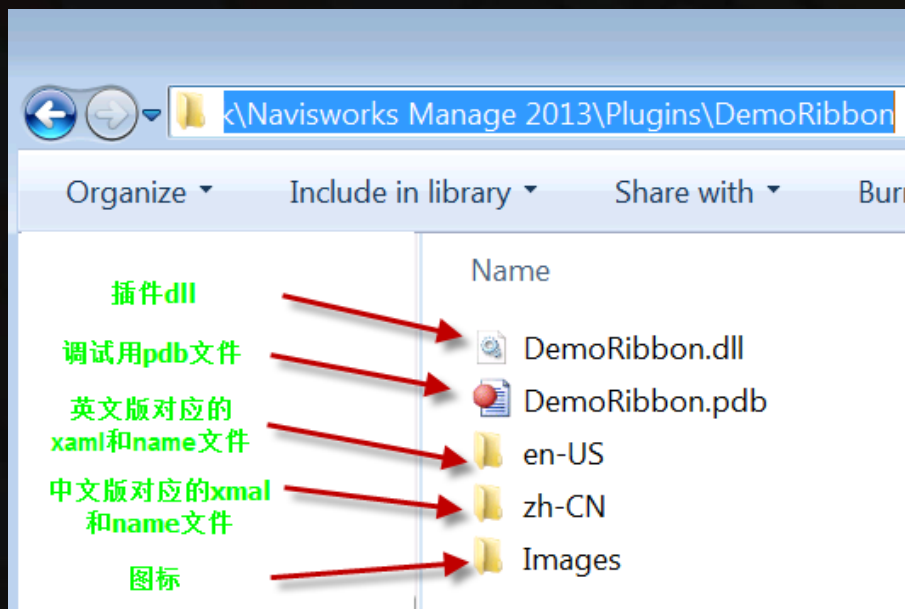 k\Navisworks Manage 2013\Plugins\DemoRibbon
Organize Include in library Share with Burn
Name
插件dll
DemoRibbon.dll
调试用pdb文件
DemoRibbon.pdb
英文版对应的
xaml和name文件
en-US
中文版对应的xmal
和name文件
zh-CN
图标
Images